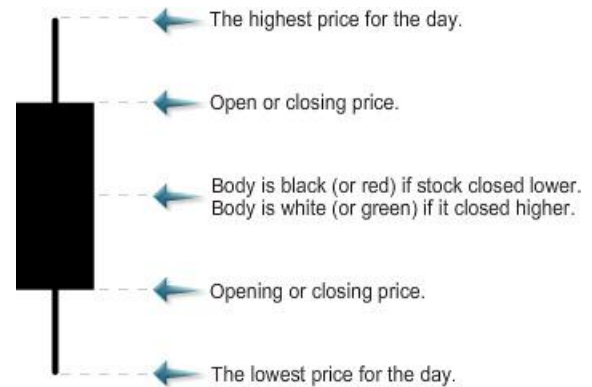 The highest price for the day.
Open or closing price.
Body is black (or red) if stock closed lower.
Body is white (or green) if it closed higher.
Opening or closing price.
The lowest price for the day.